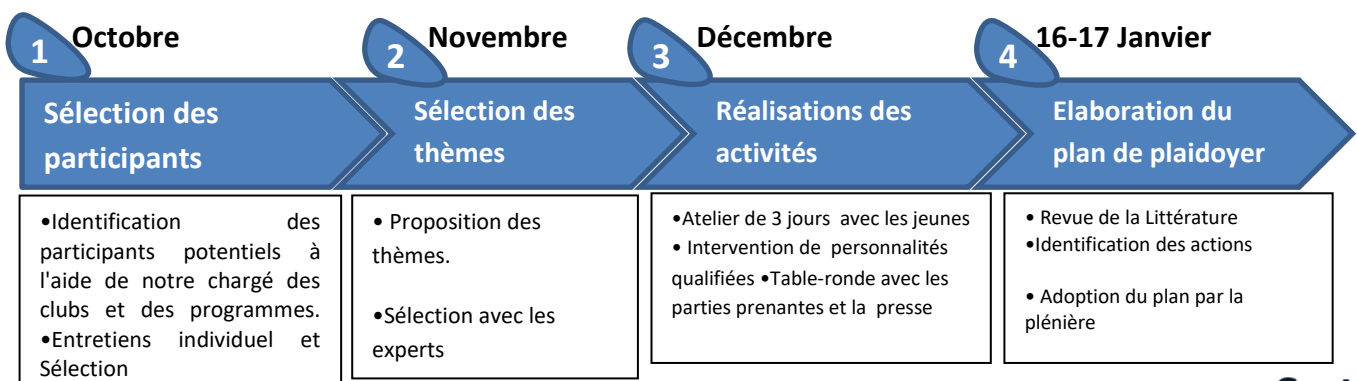 1 Octobre
Sélection des
participants
•Identification des
participants potentiels à
l'aide de notre chargé des
clubs et des programmes.
•Entretiens individuel et
Sélection
2 Novembre
Sélection des
thèmes
• Proposition des
thèmes.
•Sélection avec les
experts
3 Décembre
Réalisations des
activités
•Atelier de 3 jours avec les jeunes
• Intervention de personnalités
qualifiées •Table-ronde avec les
parties prenantes et la presse
4 16-17 Janvier
Elaboration du
plan de plaidoyer
• Revue de la Littérature
•Identification des actions
• Adoption du plan par la
plénière